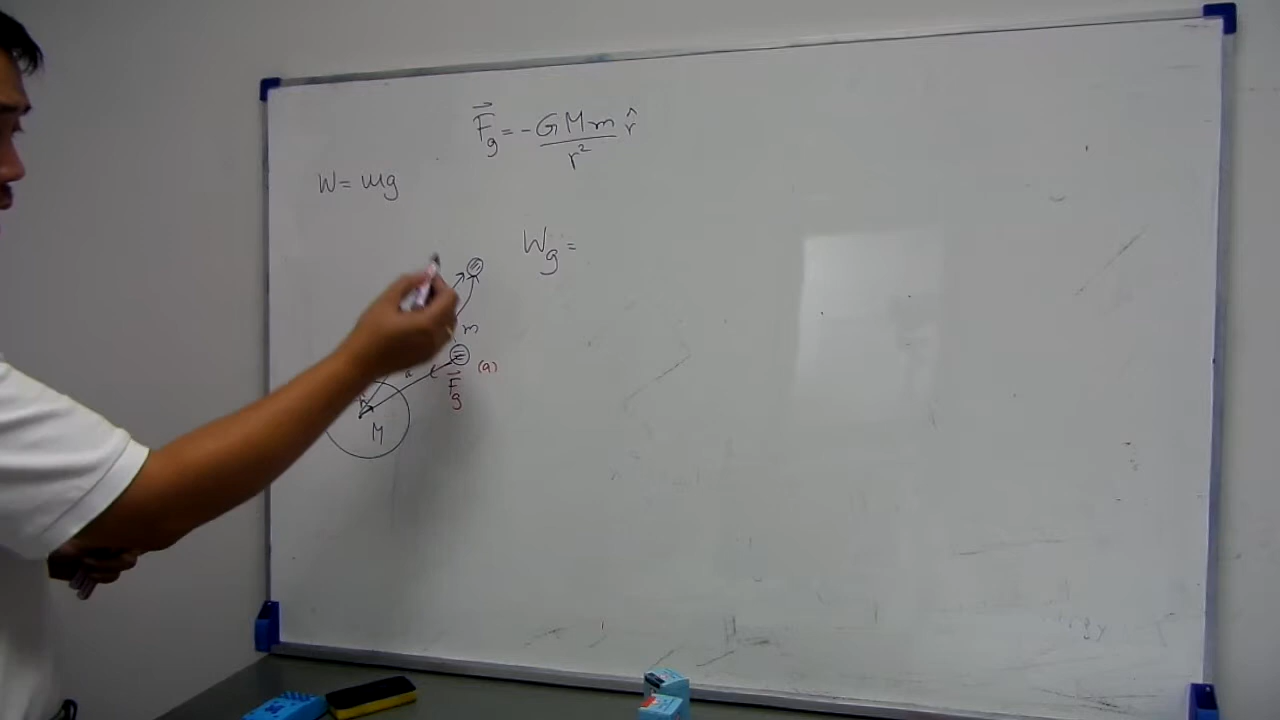 F⃗g = - GMm/r² r̂
W = mg
Wg =
m
(a)
F⃗g
M